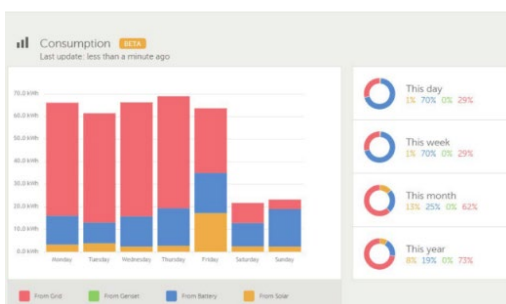 Consumption BETA
Last update: less than a minute ago
70.0 kWh
60.0 kWh
50.0 kWh
40.0 kWh
30.0 kWh
20.0 kWh
10.0 kWh
0.0 kWh
Monday Tuesday Wednesday Thursday Friday Saturday Sunday
From Grid From Genset From Battery From Solar
This day
1% 70% 0% 29%
This week
1% 70% 0% 29%
This month
13% 25% 0% 62%
This year
8% 19% 0% 73%